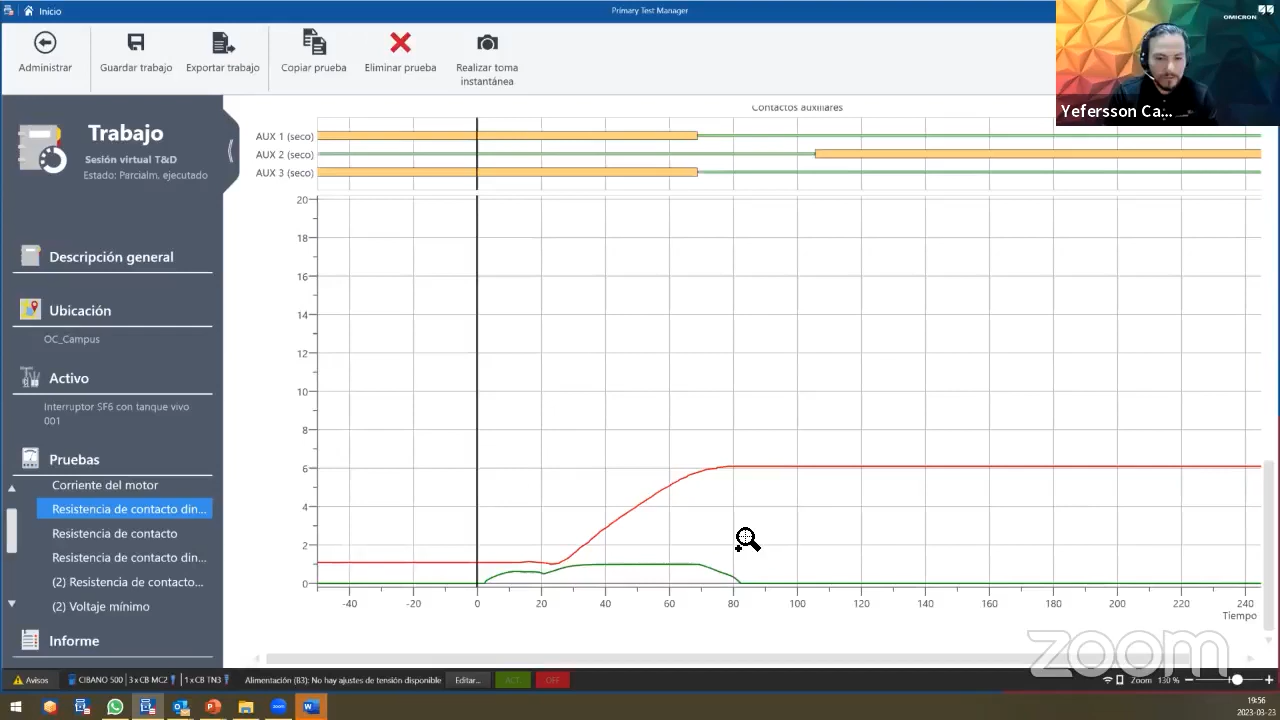 Inicio
Primary Test Manager
OMICRON
Administrar
Guardar trabajo
Exportar trabajo
Copiar prueba
Eliminar prueba
Realizar toma
instantánea
Yefersson Ca...
Trabajo
Sesión virtual T&D
Estado: Parcialm. ejecutado
Descripción general
Ubicación
OC_Campus
Activo
Interruptor SF6 con tanque vivo
001
Pruebas
Corriente del motor
Resistencia de contacto din...
Resistencia de contacto
Resistencia de contacto din...
(2) Resistencia de contacto...
(2) Voltaje mínimo
Informe
Contactos auxiliares
AUX 1 (seco)
AUX 2 (seco)
AUX 3 (seco)
20
18
16
14
12
10
8
6
4
2
0
-40 -20 0 20 40 60 80 100 120 140 160 180 200 220 240
Tiempo
zoom
Avisos
CIBANO 500
3 x CB MC2
1 x CB TN3
Alimentación (B3): No hay ajustes de tensión disponible
Editar...
ACT
OFF
Zoom 130 %
19:56
2023-03-23